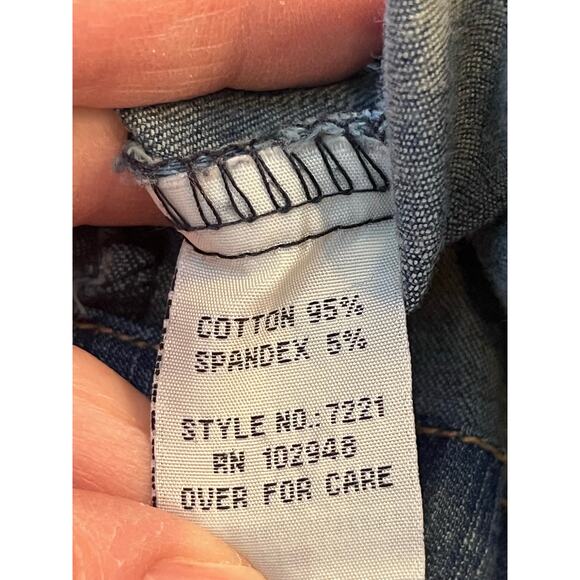 COTTON 95%
SPANDEX 5%
STYLE NO.: 7221
RN 102948
OVER FOR CARE